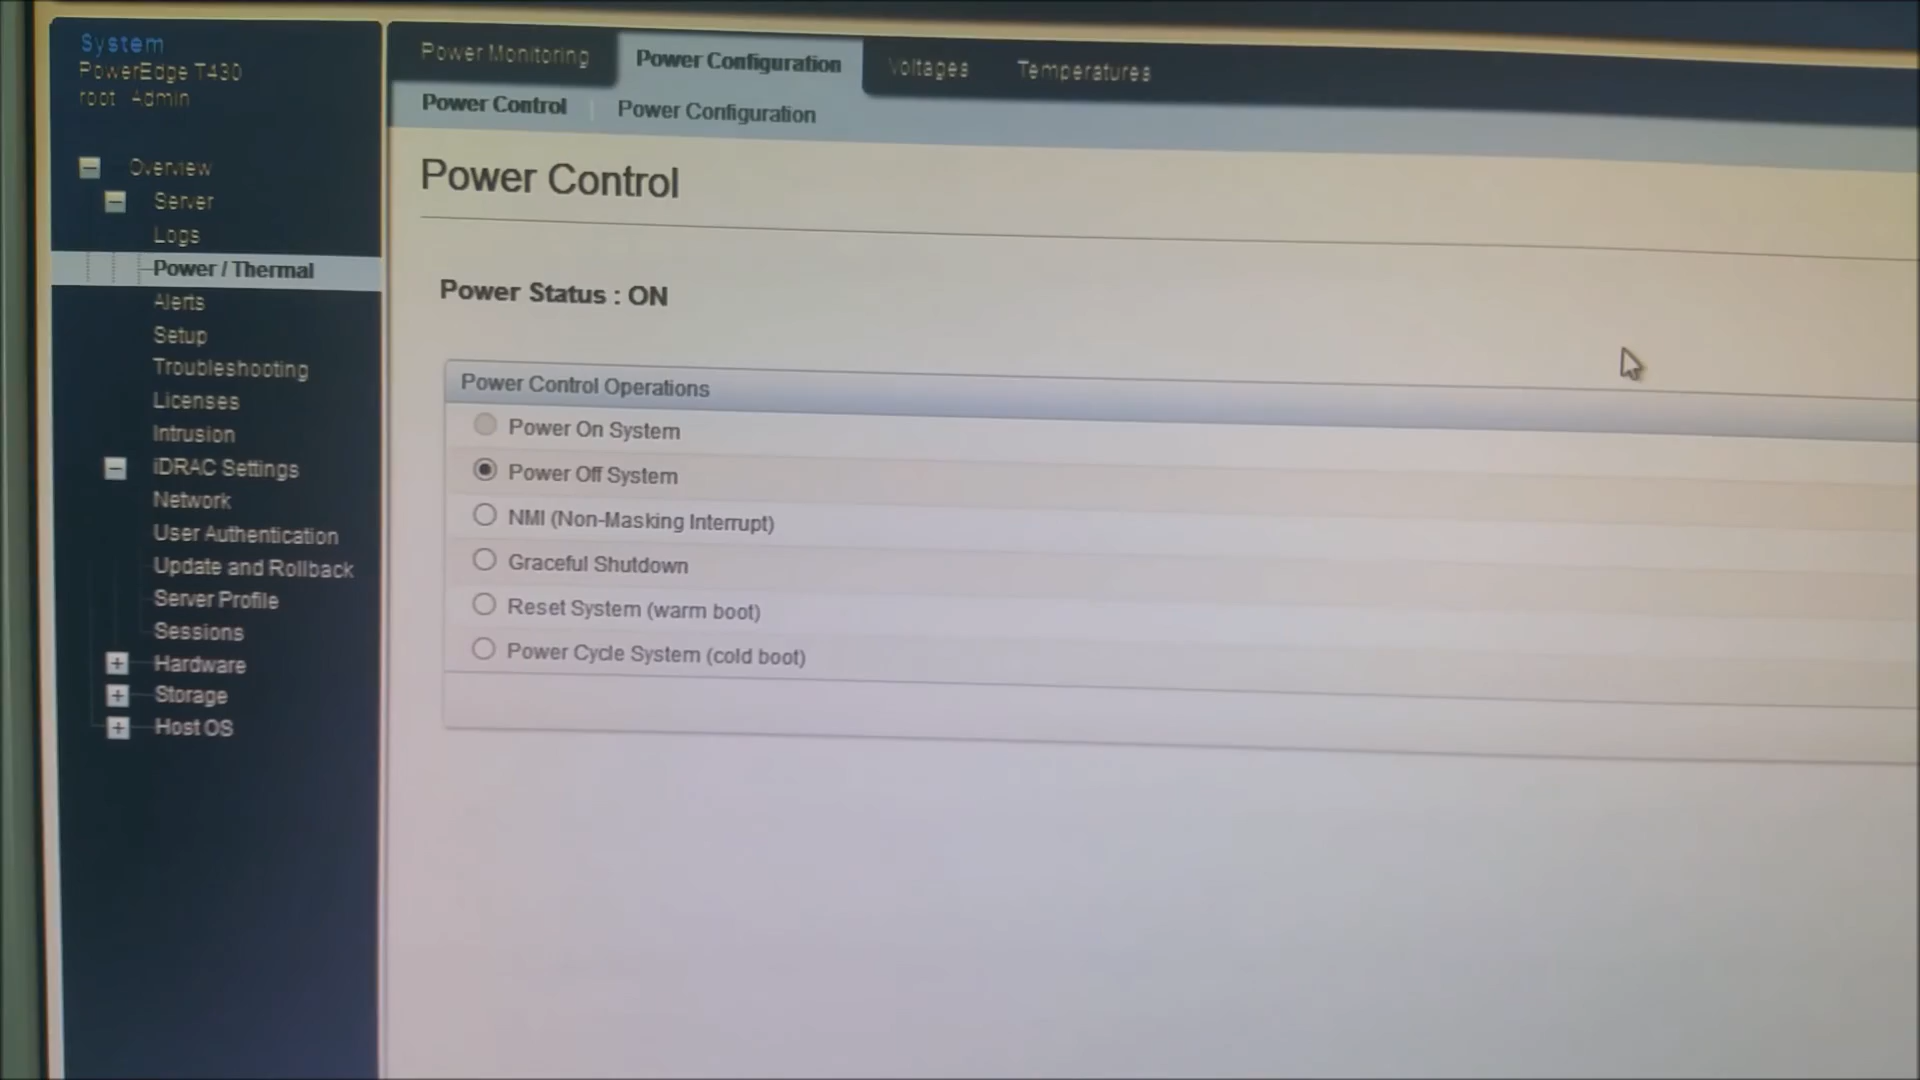 System
PowerEdge T430
root Admin
Overview
Server
Logs
Power / Thermal
Alerts
Setup
Troubleshooting
Licenses
Intrusion
iDRAC Settings
Network
User Authentication
Update and Rollback
Server Profile
Sessions
Hardware
Storage
Host OS
Power Monitoring
Power Configuration
Voltages
Temperatures
Power Control
Power Configuration
Power Control
Power Status : ON
Power Control Operations
Power On System
Power Off System
NMI (Non-Masking Interrupt)
Graceful Shutdown
Reset System (warm boot)
Power Cycle System (cold boot)